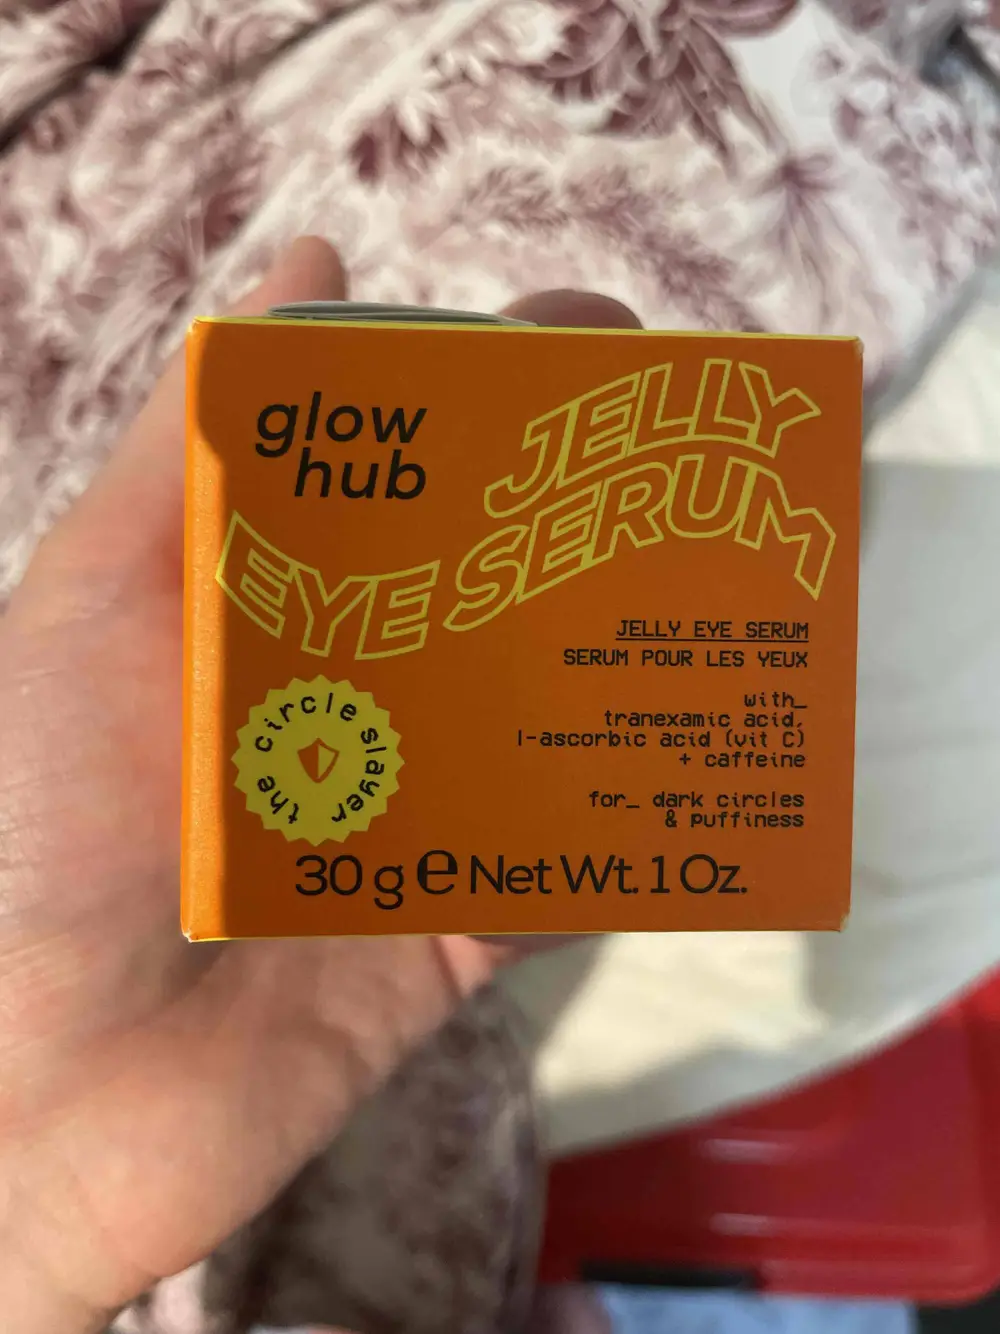 glow
hub
JELLY
EYE SERUM
JELLY EYE SERUM
SERUM POUR LES YEUX
with_
tranexamic acid,
l-ascorbic acid (vit C)
+ caffeine
for_ dark circles
& puffiness
the circle slayer
30 g e Net Wt. 1 Oz.